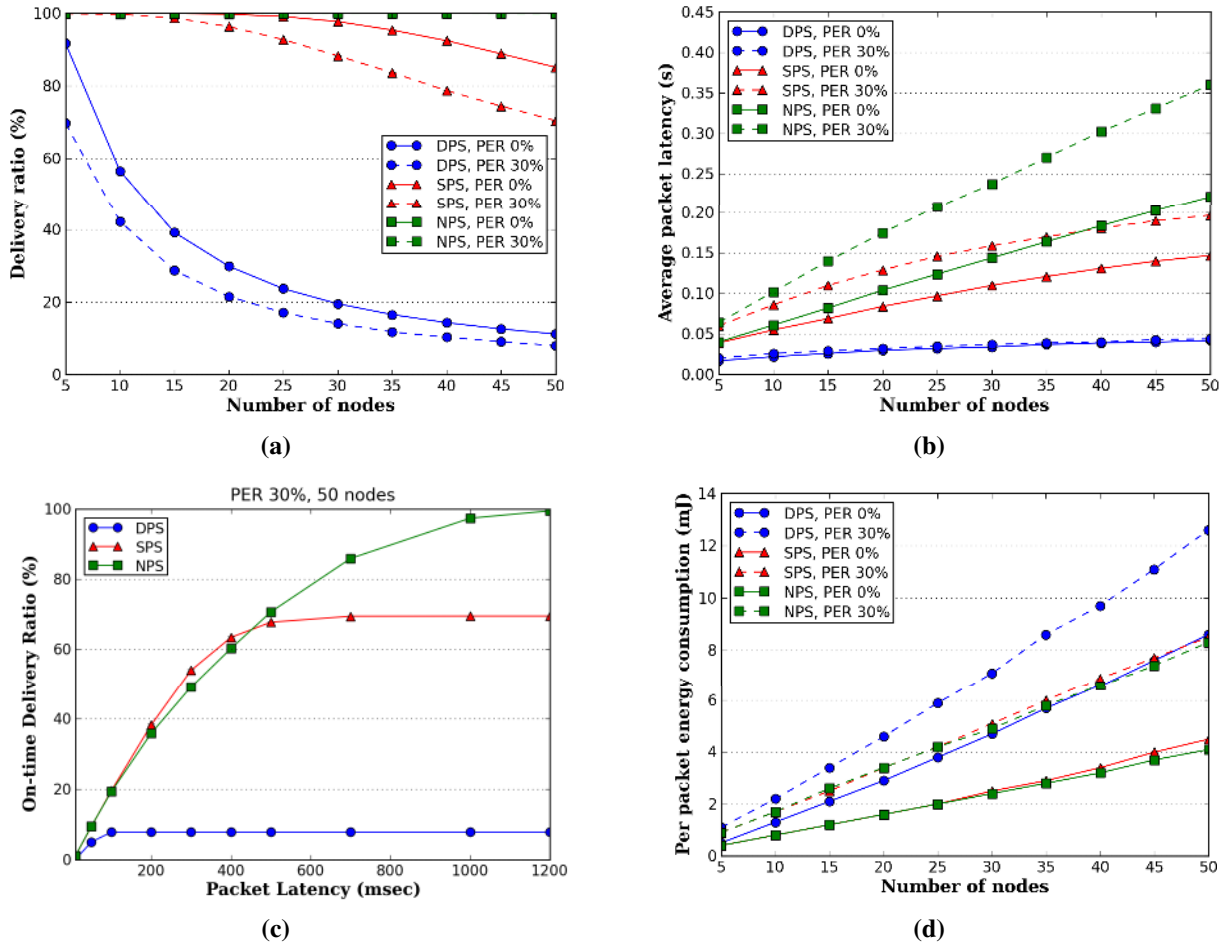 100
80
60
40
20
0
Delivery ratio (%)
DPS, PER 0%
DPS, PER 30%
SPS, PER 0%
SPS, PER 30%
NPS, PER 0%
NPS, PER 30%
5 10 15 20 25 30 35 40 45 50
Number of nodes
(a)
0.45
0.40
0.35
0.30
0.25
0.20
0.15
0.10
0.05
0.00
Average packet latency (s)
DPS, PER 0%
DPS, PER 30%
SPS, PER 0%
SPS, PER 30%
NPS, PER 0%
NPS, PER 30%
5 10 15 20 25 30 35 40 45 50
Number of nodes
(b)
PER 30%, 50 nodes
100
80
60
40
20
0
On-time Delivery Ratio (%)
DPS
SPS
NPS
200 400 600 800 1000 1200
Packet Latency (msec)
(c)
14
12
10
8
6
4
2
0
Per packet energy consumption (mJ)
DPS, PER 0%
DPS, PER 30%
SPS, PER 0%
SPS, PER 30%
NPS, PER 0%
NPS, PER 30%
5 10 15 20 25 30 35 40 45 50
Number of nodes
(d)